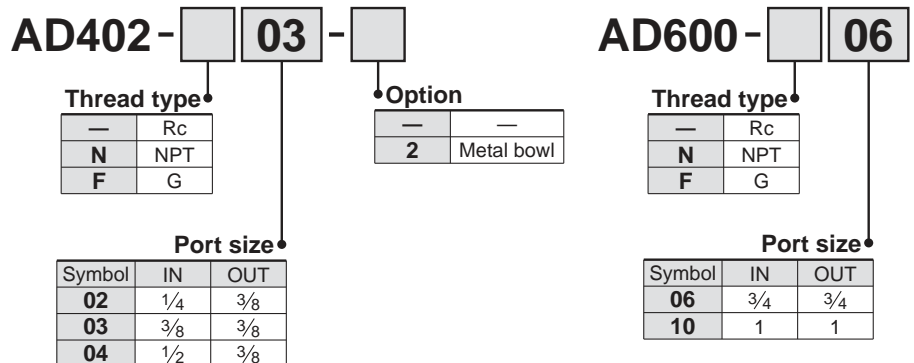 AD402-03-
Thread type
— Rc
N NPT
F G
Option
— —
2 Metal bowl
Port size
Symbol IN OUT
02 1/4 3/8
03 3/8 3/8
04 1/2 3/8
AD600-06
Thread type
— Rc
N NPT
F G
Port size
Symbol IN OUT
06 3/4 3/4
10 1 1